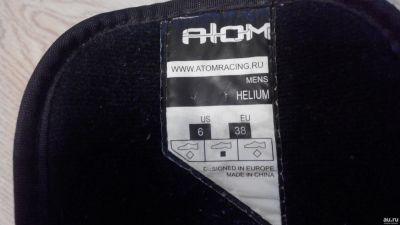 ATOM
WWW.ATOMRACING.RU
MENS
HELIUM
US EU
6 38
DESIGNED IN EUROPE.
MADE IN CHINA
au.ru